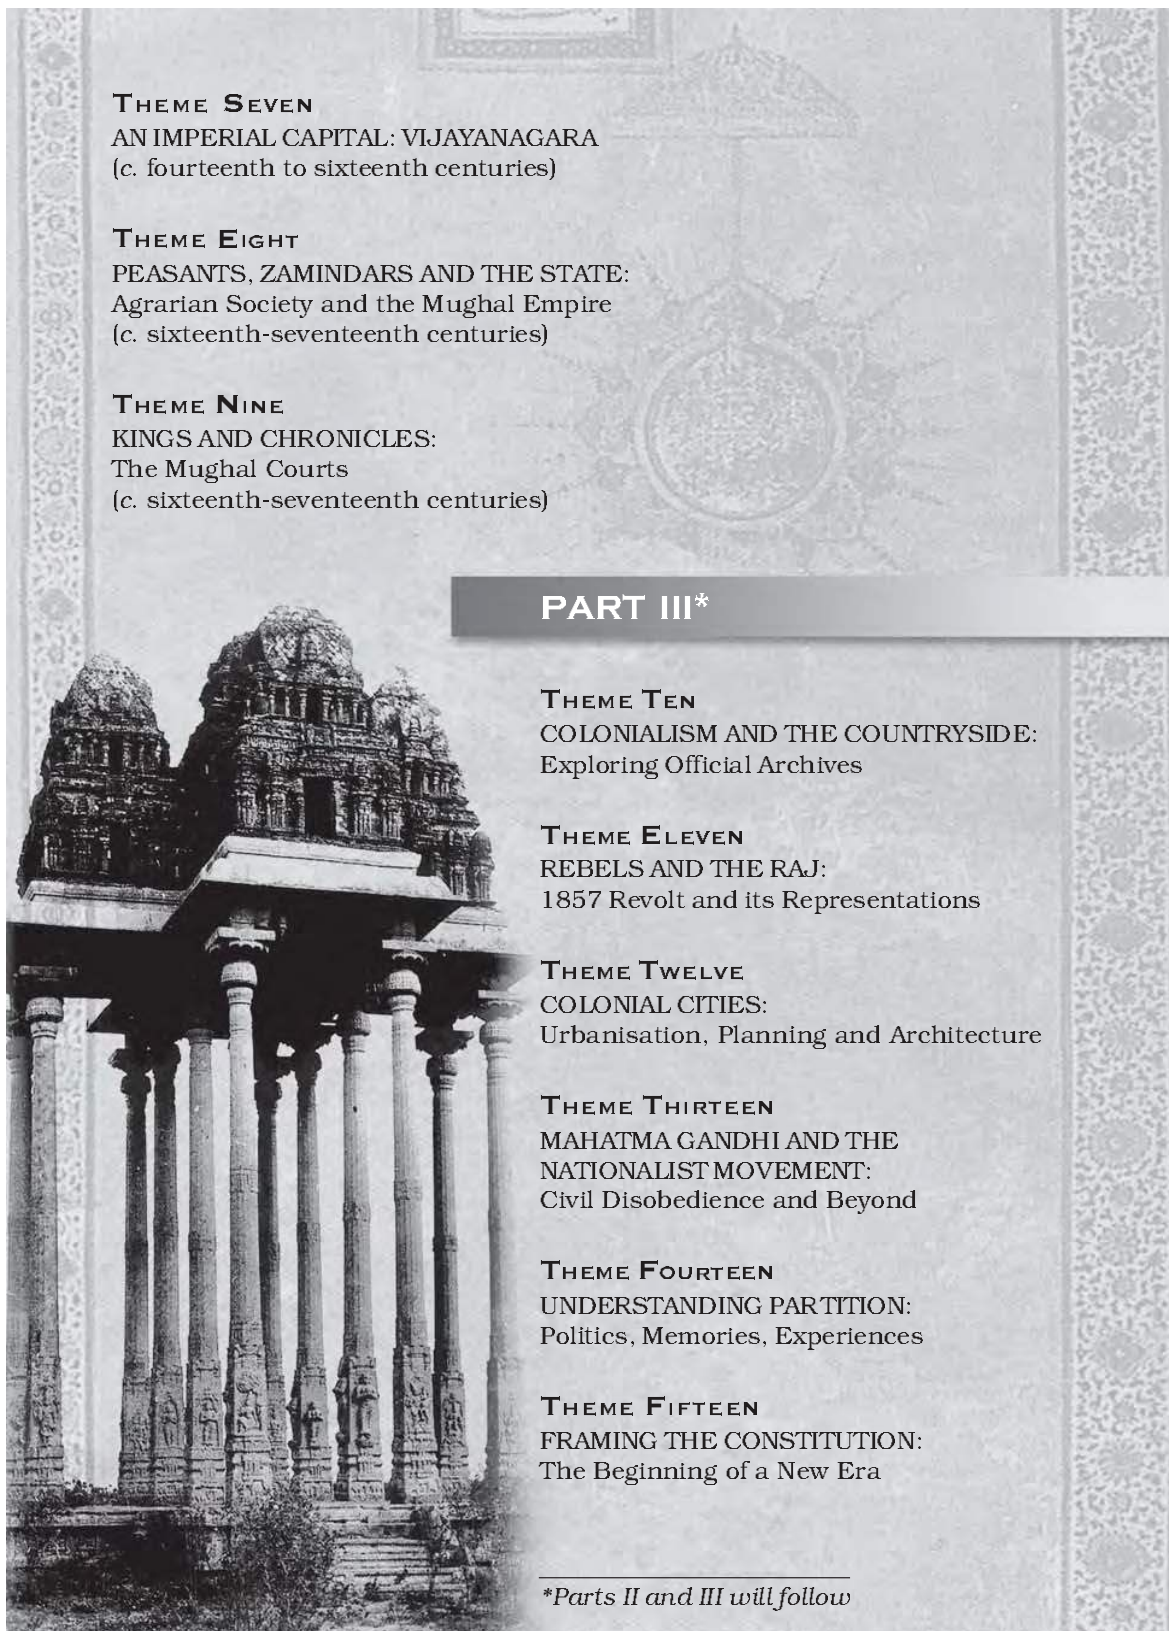 THEME SEVEN
AN IMPERIAL CAPITAL: VIJAYANAGARA
(c. fourteenth to sixteenth centuries)
THEME EIGHT
PEASANTS, ZAMINDARS AND THE STATE:
Agrarian Society and the Mughal Empire
(c. sixteenth-seventeenth centuries)
THEME NINE
KINGS AND CHRONICLES:
The Mughal Courts
(c. sixteenth-seventeenth centuries)
PART III*
THEME TEN
COLONIALISM AND THE COUNTRYSIDE:
Exploring Official Archives
THEME ELEVEN
REBELS AND THE RAJ:
1857 Revolt and its Representations
THEME TWELVE
COLONIAL CITIES:
Urbanisation, Planning and Architecture
THEME THIRTEEN
MAHATMA GANDHI AND THE
NATIONALIST MOVEMENT:
Civil Disobedience and Beyond
THEME FOURTEEN
UNDERSTANDING PARTITION:
Politics, Memories, Experiences
THEME FIFTEEN
FRAMING THE CONSTITUTION:
The Beginning of a New Era
*Parts II and III will follow